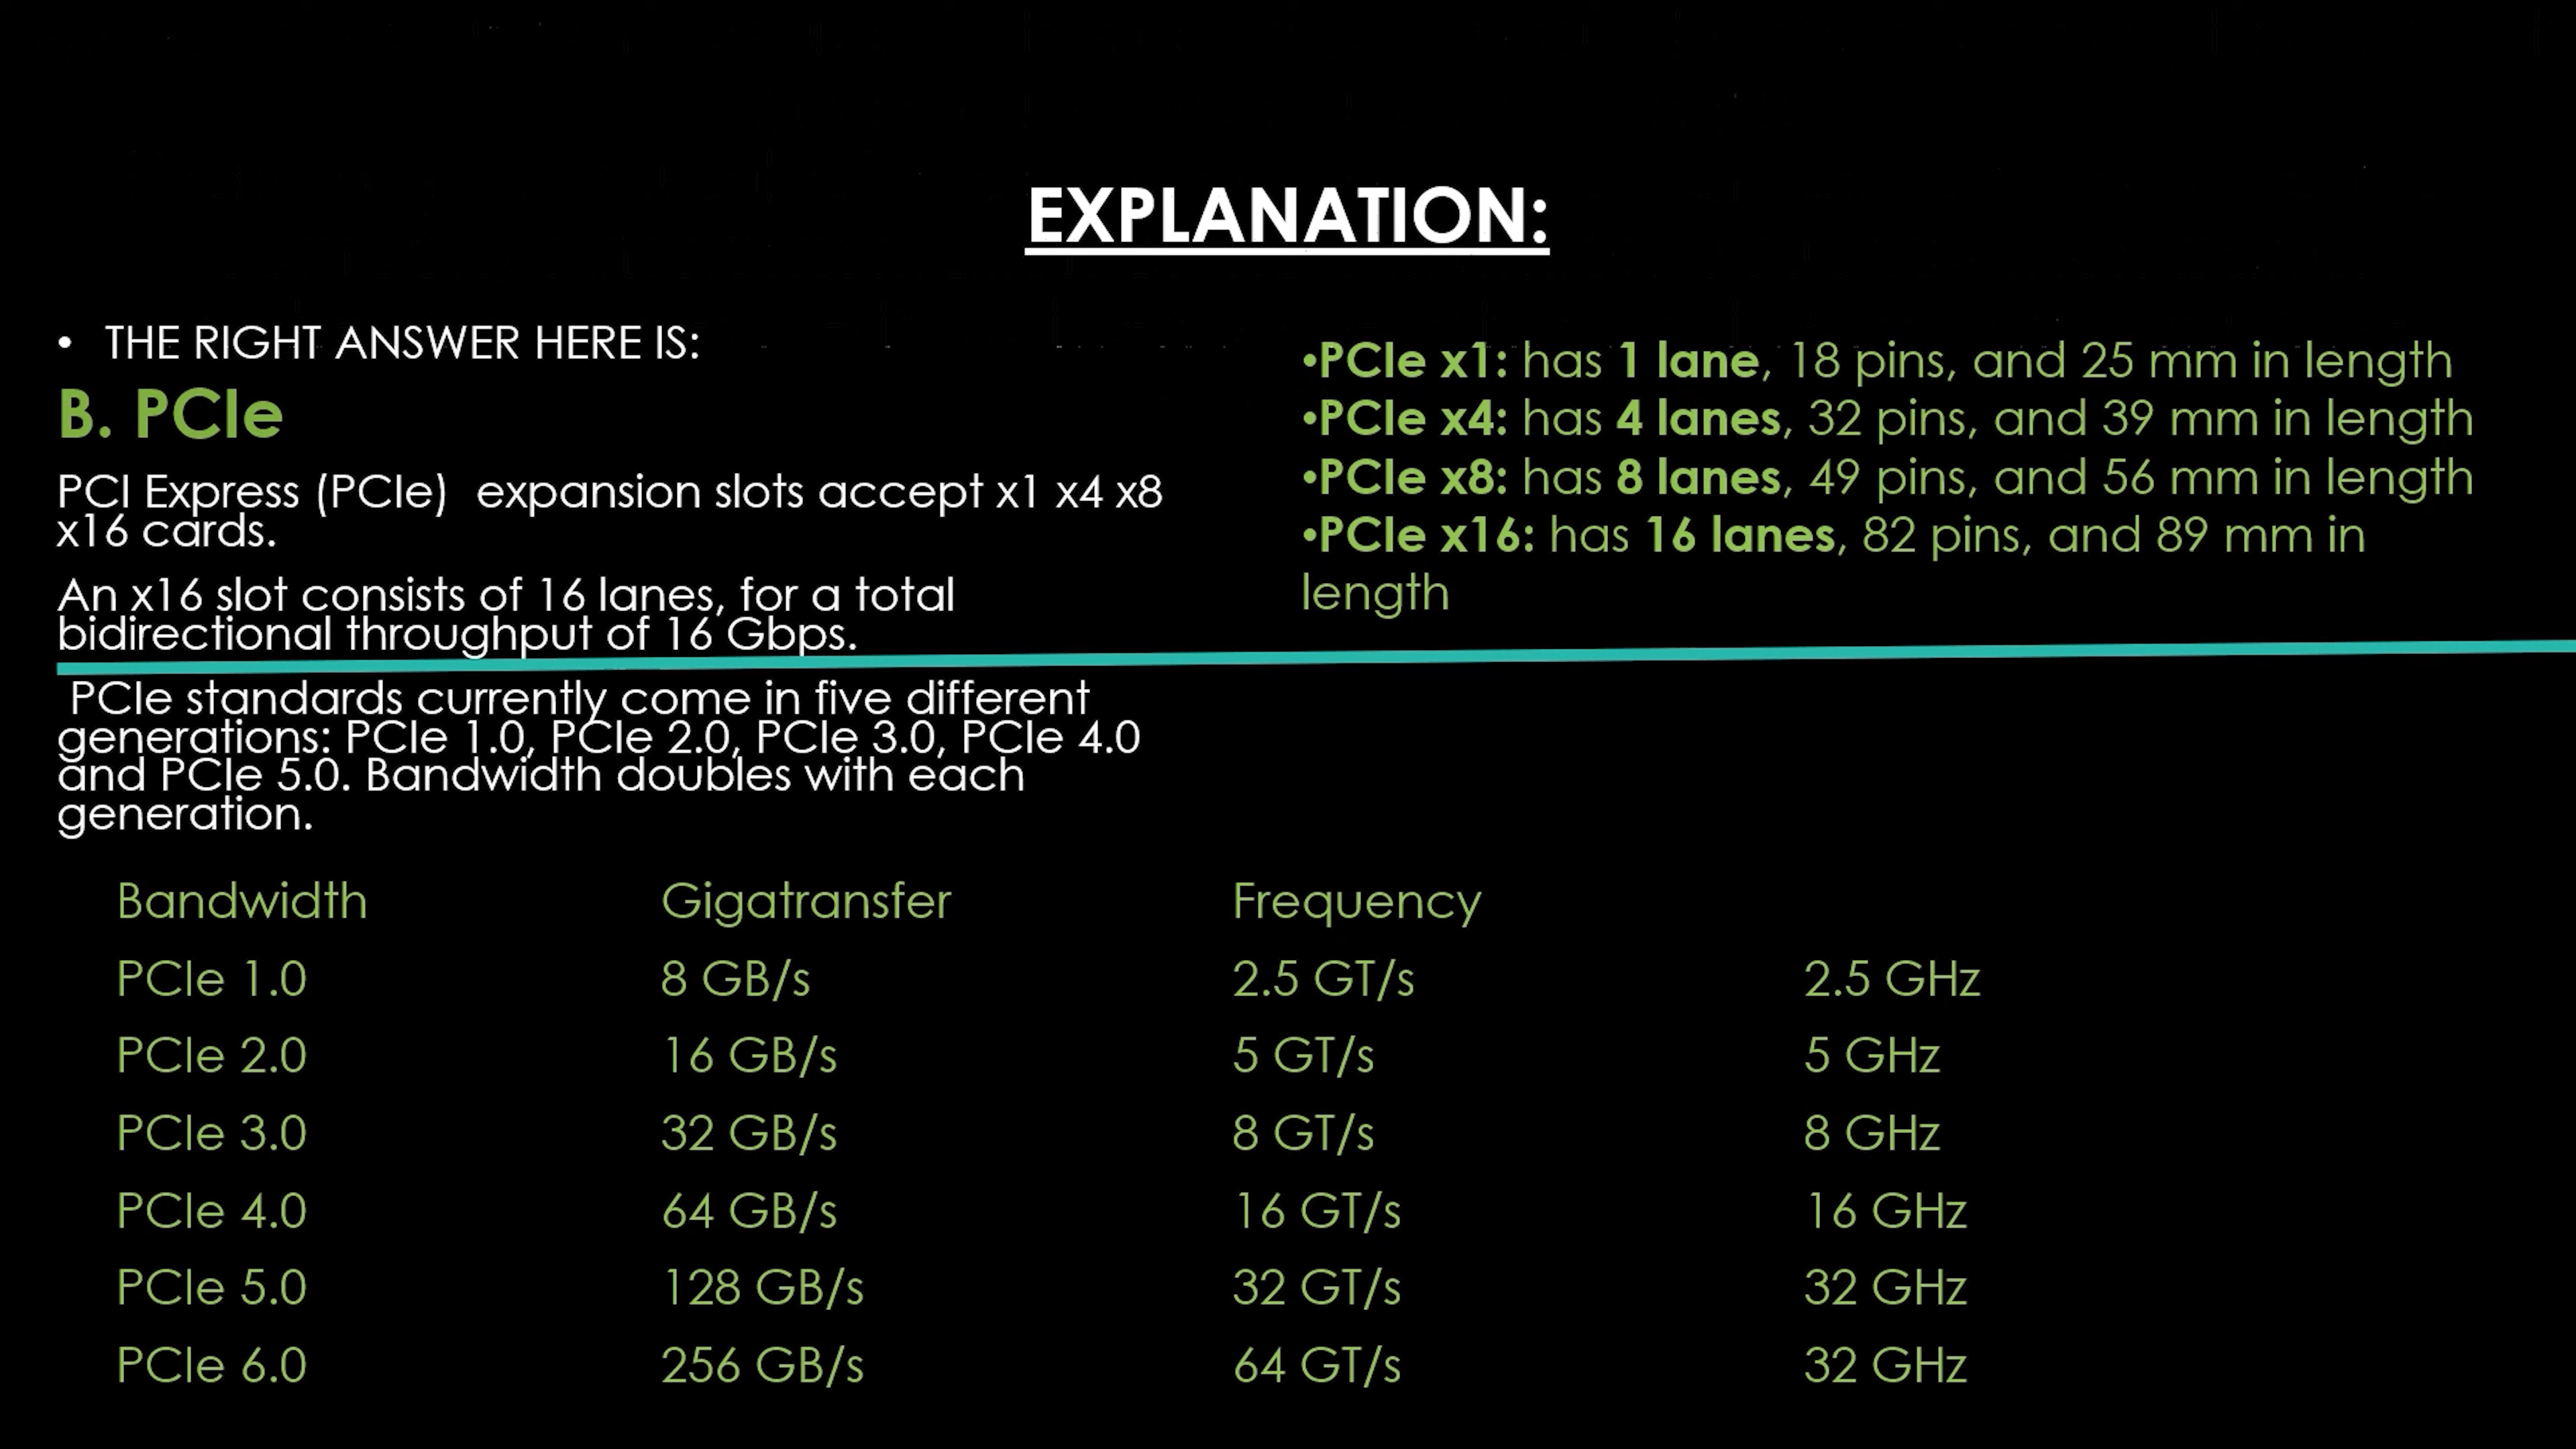 EXPLANATION:
• THE RIGHT ANSWER HERE IS:
B. PCIe
PCI Express (PCIe)  expansion slots accept x1 x4 x8
x16 cards.
An x16 slot consists of 16 lanes, for a total
bidirectional throughput of 16 Gbps.
PCIe standards currently come in five different
generations: PCIe 1.0, PCIe 2.0, PCIe 3.0, PCIe 4.0
and PCIe 5.0. Bandwidth doubles with each
generation.
•PCIe x1: has 1 lane, 18 pins, and 25 mm in length
•PCIe x4: has 4 lanes, 32 pins, and 39 mm in length
•PCIe x8: has 8 lanes, 49 pins, and 56 mm in length
•PCIe x16: has 16 lanes, 82 pins, and 89 mm in
length
Bandwidth Gigatransfer Frequency
PCIe 1.0 8 GB/s 2.5 GT/s 2.5 GHz
PCIe 2.0 16 GB/s 5 GT/s 5 GHz
PCIe 3.0 32 GB/s 8 GT/s 8 GHz
PCIe 4.0 64 GB/s 16 GT/s 16 GHz
PCIe 5.0 128 GB/s 32 GT/s 32 GHz
PCIe 6.0 256 GB/s 64 GT/s 32 GHz